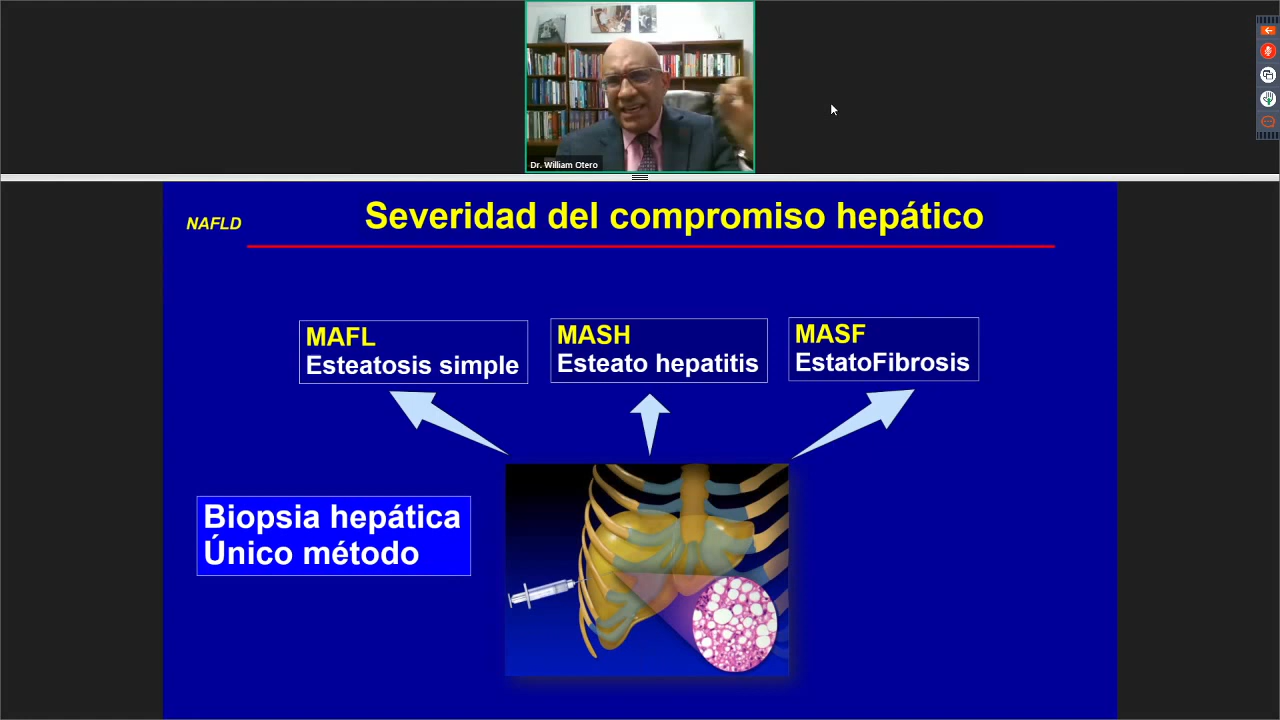 Dr. William Otero
NAFLD
Severidad del compromiso hepático
MAFL
Esteatosis simple
MASH
Esteato hepatitis
MASF
EstatoFibrosis
Biopsia hepática
Único método